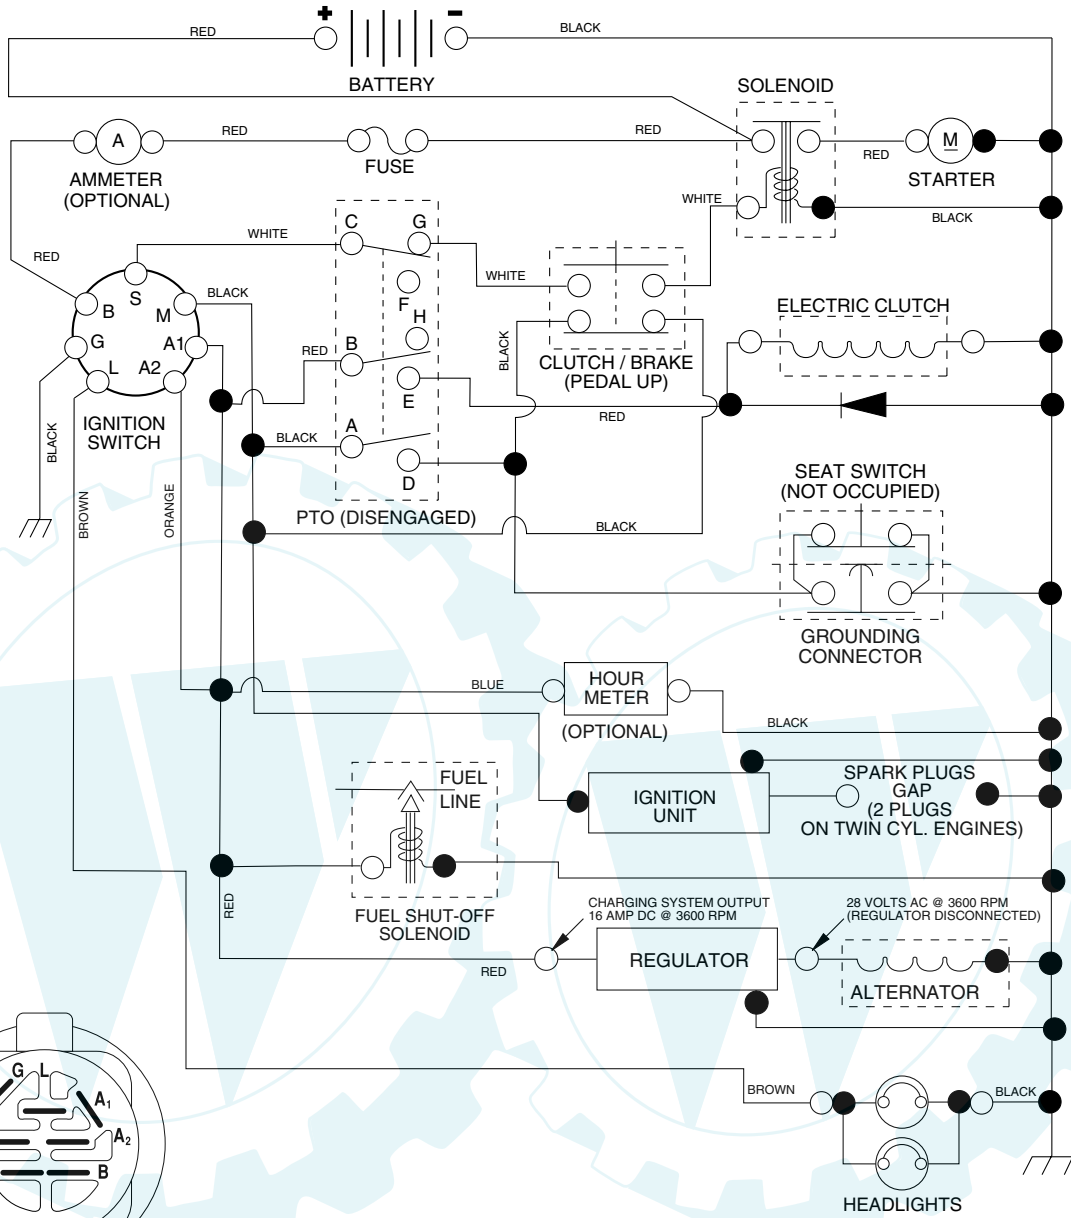 +
-
RED
BLACK
BATTERY
SOLENOID
A
RED
RED
M
RED
FUSE
AMMETER
(OPTIONAL)
STARTER
WHITE
BLACK
C
G
WHITE
RED
WHITE
S
B
M
BLACK
F
H
ELECTRIC CLUTCH
G
A1
L
A2
RED
B
BLACK
CLUTCH / BRAKE
(PEDAL UP)
E
RED
IGNITION
SWITCH
A
BLACK
BLACK
D
SEAT SWITCH
(NOT OCCUPIED)
BROWN
ORANGE
PTO (DISENGAGED)
BLACK
GROUNDING
CONNECTOR
BLUE
HOUR
METER
(OPTIONAL)
BLACK
FUEL
LINE
IGNITION
UNIT
SPARK PLUGS
GAP
(2 PLUGS
ON TWIN CYL. ENGINES)
RED
FUEL SHUT-OFF
SOLENOID
CHARGING SYSTEM OUTPUT
16 AMP DC @ 3600 RPM
28 VOLTS AC @ 3600 RPM
(REGULATOR DISCONNECTED)
RED
REGULATOR
ALTERNATOR
G
L
A1
A2
B
BROWN
BLACK
HEADLIGHTS